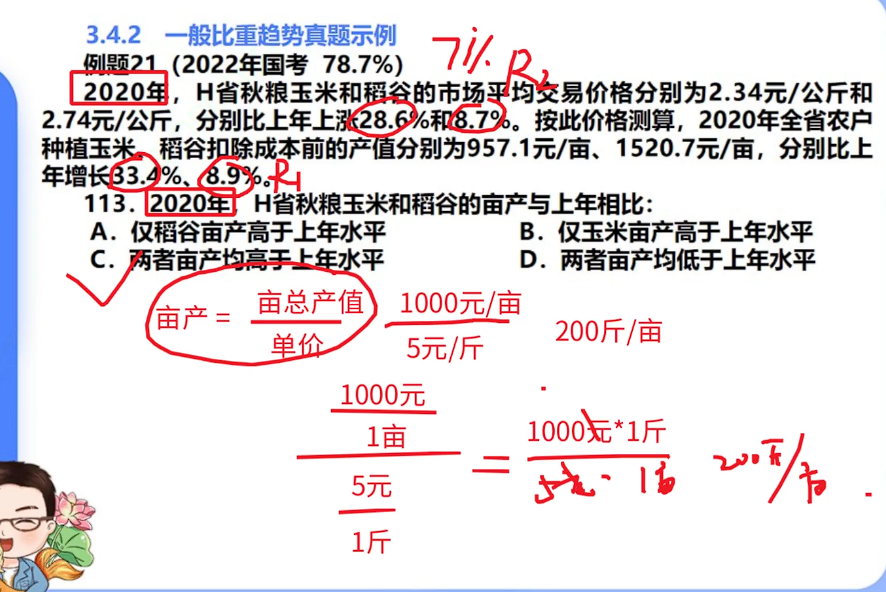 3.4.2 一般比重趋势真题示例
7%
R2
例题21（2022年国考 78.7%）
2020年，H省秋粮玉米和稻谷的市场平均交易价格分别为2.34元/公斤和
2.74元/公斤，分别比上年上涨28.6%和8.7%。按此价格测算，2020年全省农户
种植玉米、稻谷扣除成本前的产值分别为957.1元/亩、1520.7元/亩，分别比上
年增长33.4%、8.9%。
R1
113．2020年，H省秋粮玉米和稻谷的亩产与上年相比：
A．仅稻谷亩产高于上年水平
B．仅玉米亩产高于上年水平
C．两者亩产均高于上年水平
D．两者亩产均低于上年水平
亩产 =
亩总产值
单价
1000元/亩
5元/斤
200斤/亩
1000元
1亩
5元
1斤
=
1000元*1斤
5元·1亩
200斤/亩